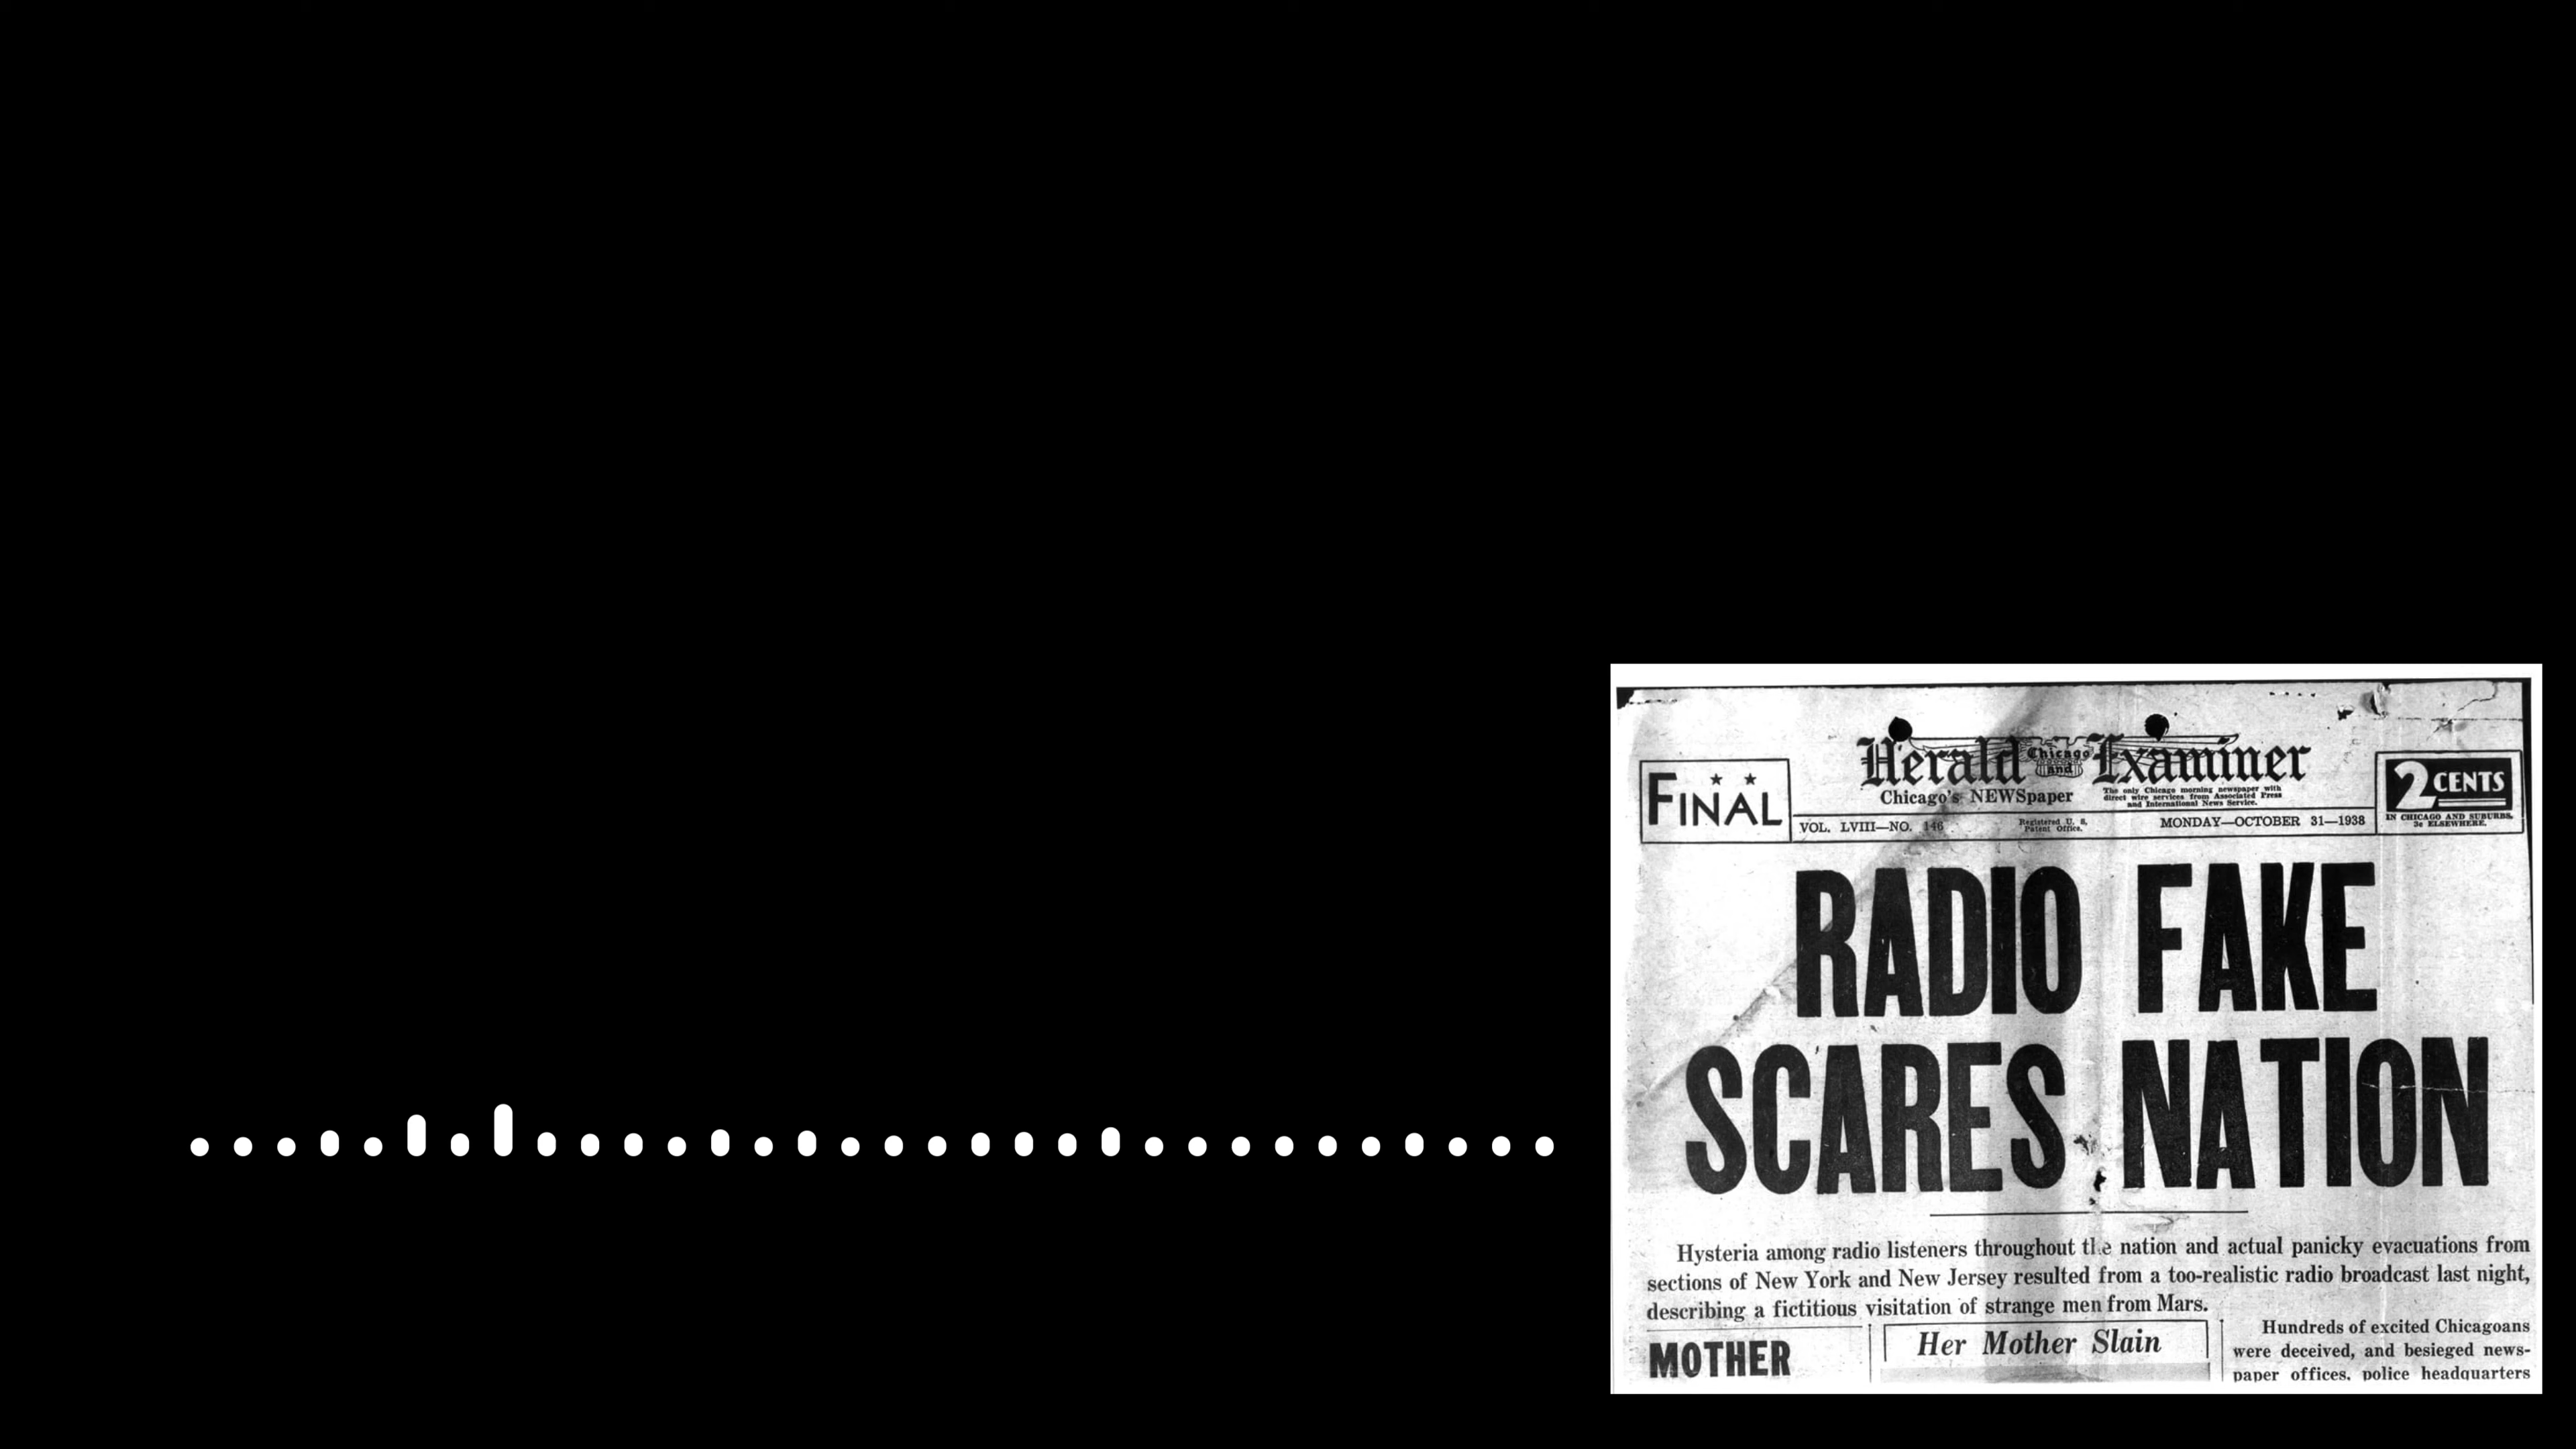 FINAL
Herald Chicago and Examiner
Chicago's NEWSpaper
The only Chicago morning newspaper with
direct wire services from Associated Press
and International News Service.
2 CENTS
IN CHICAGO AND SUBURBS.
3c ELSEWHERE.
VOL. LVIII—NO. 146
Registered U. S.
Patent Office.
MONDAY—OCTOBER 31—1938
RADIO FAKE
SCARES NATION
Hysteria among radio listeners throughout the nation and actual panicky evacuations from
sections of New York and New Jersey resulted from a too-realistic radio broadcast last night,
describing a fictitious visitation of strange men from Mars.
MOTHER
Her Mother Slain
Hundreds of excited Chicagoans
were deceived, and besieged news-
paper offices, police headquarters